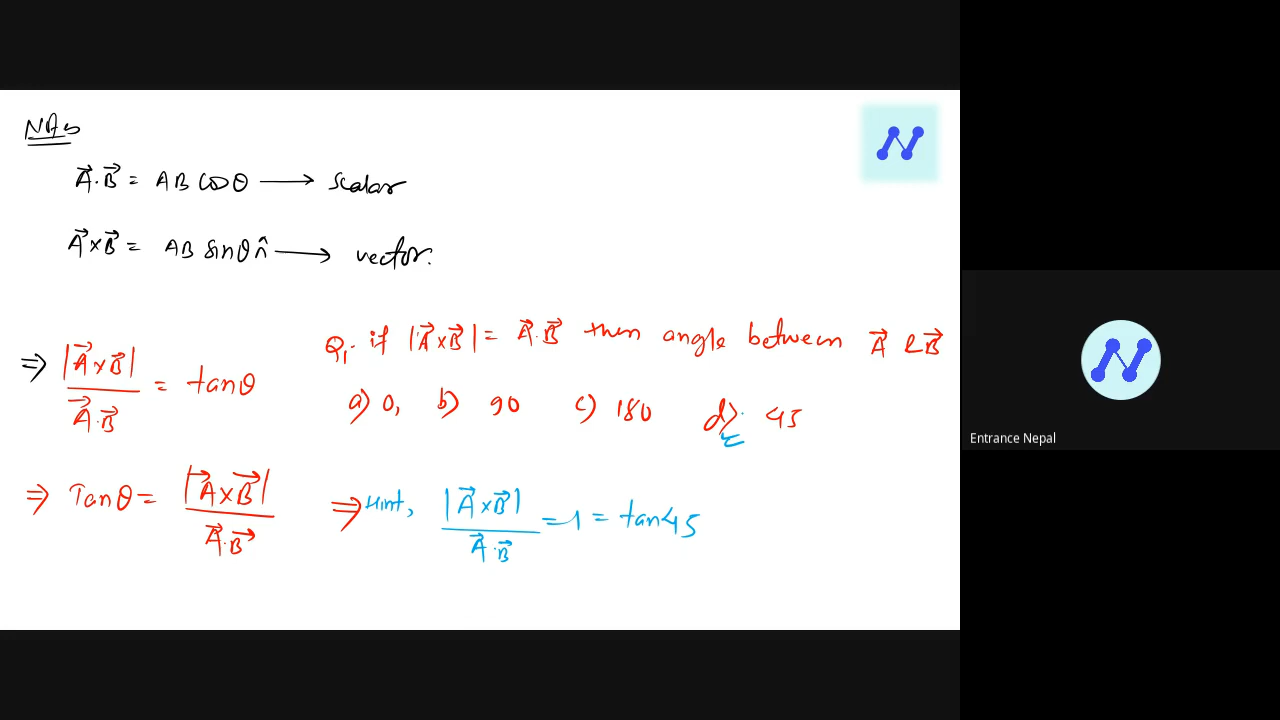 NABs
A⃗.B⃗ = AB cosθ → scalar
A⃗×B⃗ = AB sinθ n̂ → vector.
⇒ |A⃗×B⃗| / A⃗.B⃗ = tanθ
Q1. if |A⃗×B⃗| = A⃗.B⃗ then angle between A⃗ & B⃗
a) 0, b) 90 c) 180 d) 45
⇒ Tanθ = |A⃗×B⃗| / A⃗.B⃗
⇒ Hint, |A⃗×B⃗| / A⃗.B⃗ = 1 = tan45
Entrance Nepal